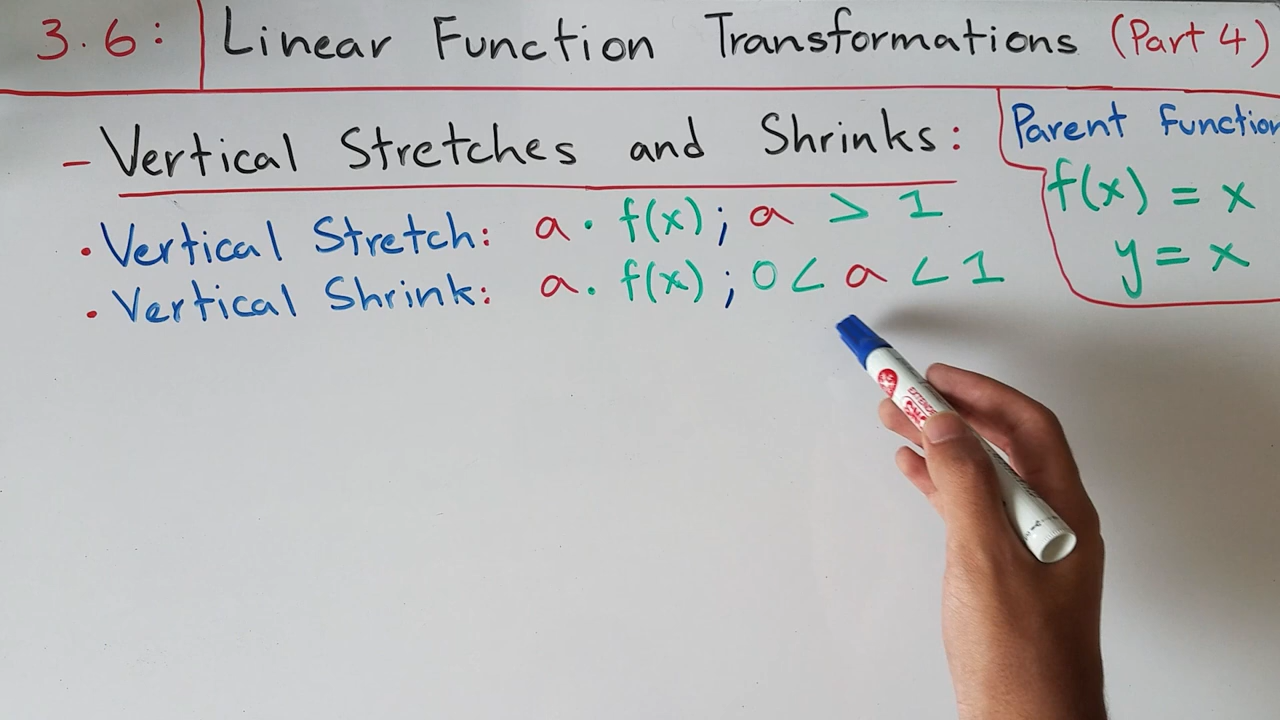 3.6: Linear Function Transformations (Part 4)
- Vertical Stretches and Shrinks:
Parent Function
f(x) = x
y = x
• Vertical Stretch: a · f(x); a > 1
• Vertical Shrink: a · f(x); 0 < a < 1